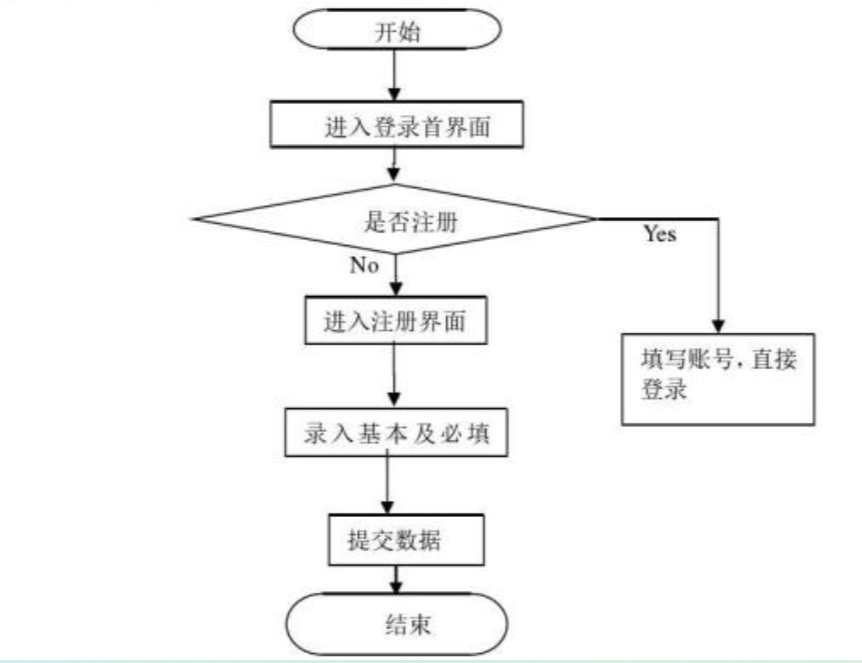 开始
进入登录首界面
是否注册
Yes
No
进入注册界面
填写账号,直接
登录
录入基本及必填
提交数据
结束